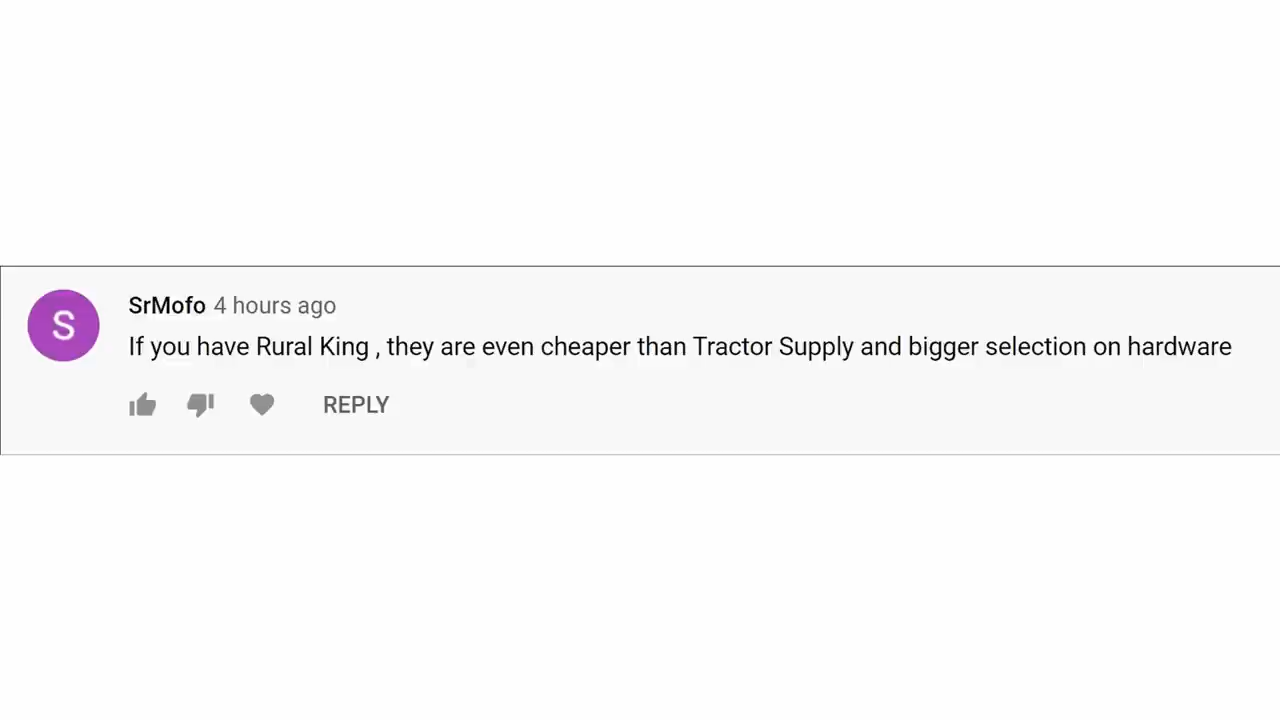 S
SrMofo 4 hours ago
If you have Rural King , they are even cheaper than Tractor Supply and bigger selection on hardware
REPLY